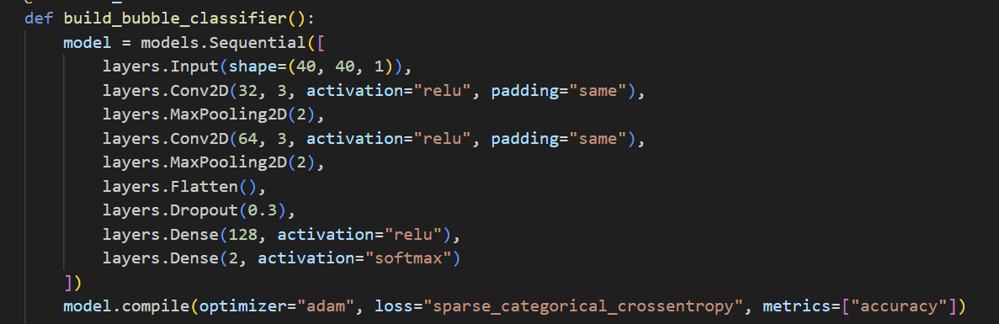 def build_bubble_classifier():
    model = models.Sequential([
        layers.Input(shape=(40, 40, 1)),
        layers.Conv2D(32, 3, activation="relu", padding="same"),
        layers.MaxPooling2D(2),
        layers.Conv2D(64, 3, activation="relu", padding="same"),
        layers.MaxPooling2D(2),
        layers.Flatten(),
        layers.Dropout(0.3),
        layers.Dense(128, activation="relu"),
        layers.Dense(2, activation="softmax")
    ])
    model.compile(optimizer="adam", loss="sparse_categorical_crossentropy", metrics=["accuracy"])